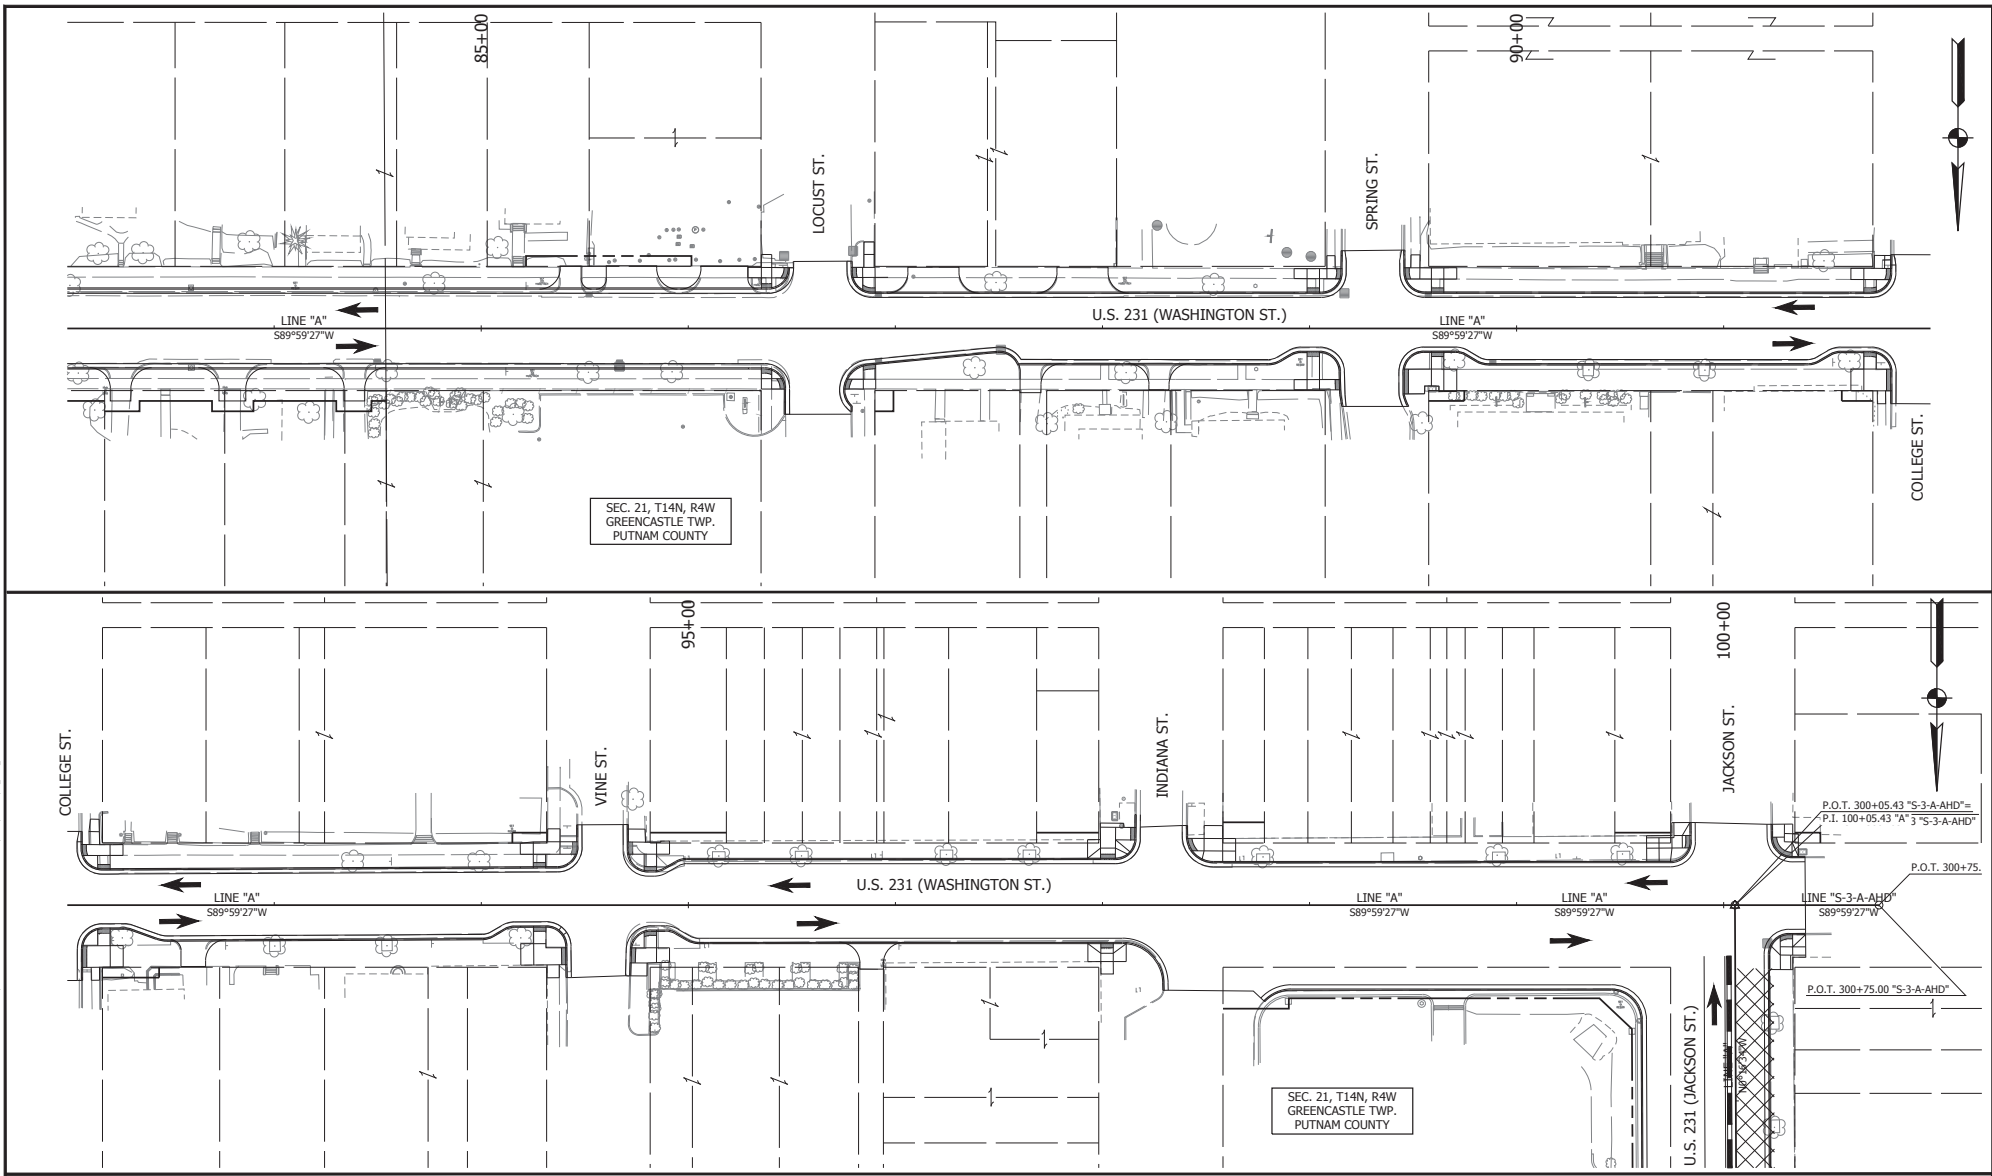 85+00
90+00
LOCUST ST.
SPRING ST.
LINE "A"
S89°59'27"W
U.S. 231 (WASHINGTON ST.)
LINE "A"
S89°59'27"W
COLLEGE ST.
SEC. 21, T14N, R4W
GREENCASTLE TWP.
PUTNAM COUNTY
95+00
100+00
COLLEGE ST.
VINE ST.
INDIANA ST.
JACKSON ST.
P.O.T. 300+05.43 "S-3-A-AHD"=
P.I. 100+05.43 "A"
3 "S-3-A-AHD"
P.O.T. 300+75.
LINE "A"
S89°59'27"W
U.S. 231 (WASHINGTON ST.)
LINE "A"
S89°59'27"W
LINE "A"
S89°59'27"W
LINE "S-3-A-AHD"
S89°59'27"W
P.O.T. 300+75.00 "S-3-A-AHD"
U.S. 231 (JACKSON ST.)
LINE "A"
SEC. 21, T14N, R4W
GREENCASTLE TWP.
PUTNAM COUNTY